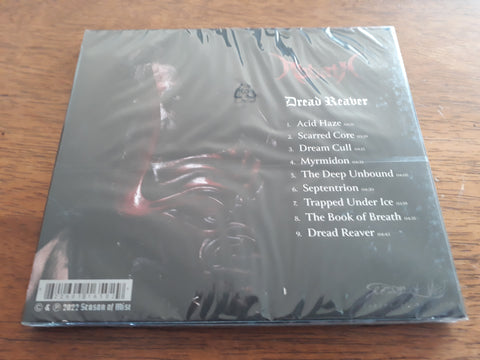 Dread Reaver
1. Acid Haze
2. Scarred Core
3. Dream Cull
4. Myrmidon
5. The Deep Unbound
6. Septentrion
7. Trapped Under Ice
8. The Book of Breath
9. Dread Reaver
© & ℗ 2022 Season of Mist